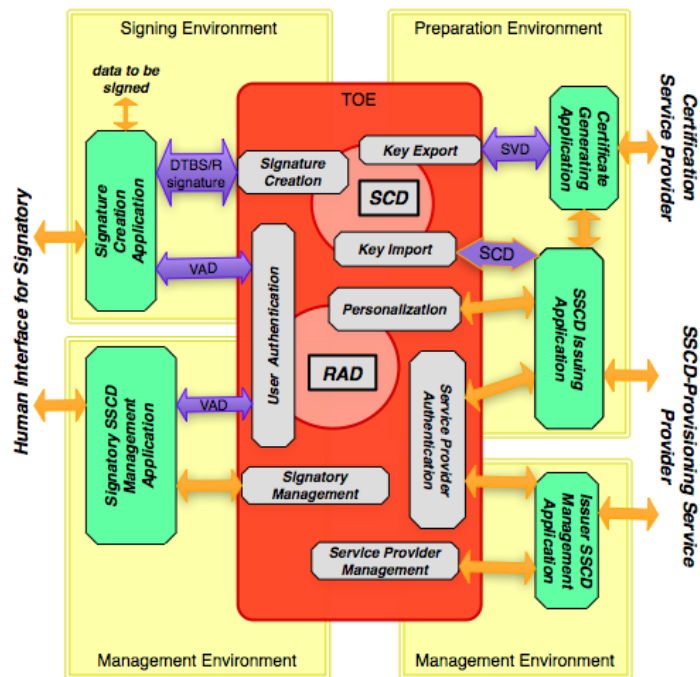 Signing Environment
Preparation Environment
data to be
signed
TOE
Certification
Service Provider
Certificate
Generating
Application
Key Export
SVD
DTBS/R
signature
Signature
Creation
SCD
Signature
Creation
Application
Key Import
SCD
VAD
User Authentication
Personalization
SSCD Issuing
Application
Human Interface for Signatory
RAD
Service Provider
Authentication
SSCD-Provisioning Service
Provider
Signatory SSCD
Management
Application
VAD
Signatory
Management
Issuer SSCD
Management
Application
Service Provider
Management
Management Environment
Management Environment